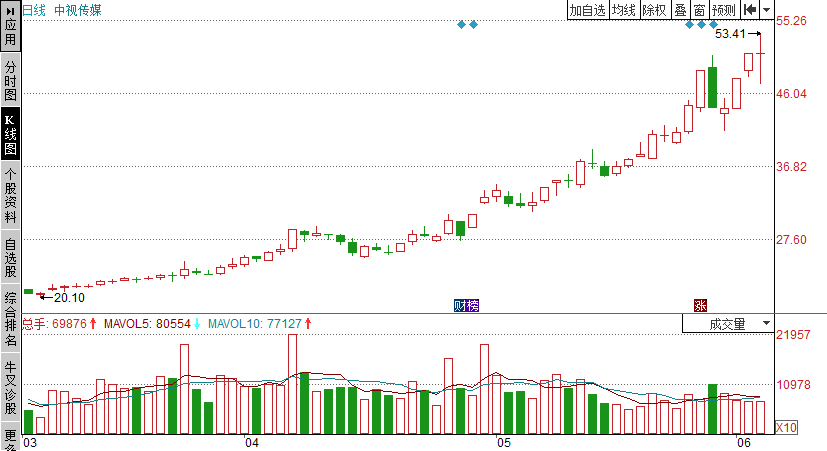 应用
分时图
K线图
个股资料
自选股
综合排名
牛叉诊股
更多
日线 中视传媒
加自选 均线 除权 叠 窗 预测
55.26
53.41
46.04
36.82
27.60
20.10
财 榜 涨
总手: 69876 MAVOL5: 80554 MAVOL10: 77127
成交量
21957
10978
X10
03 04 05 06